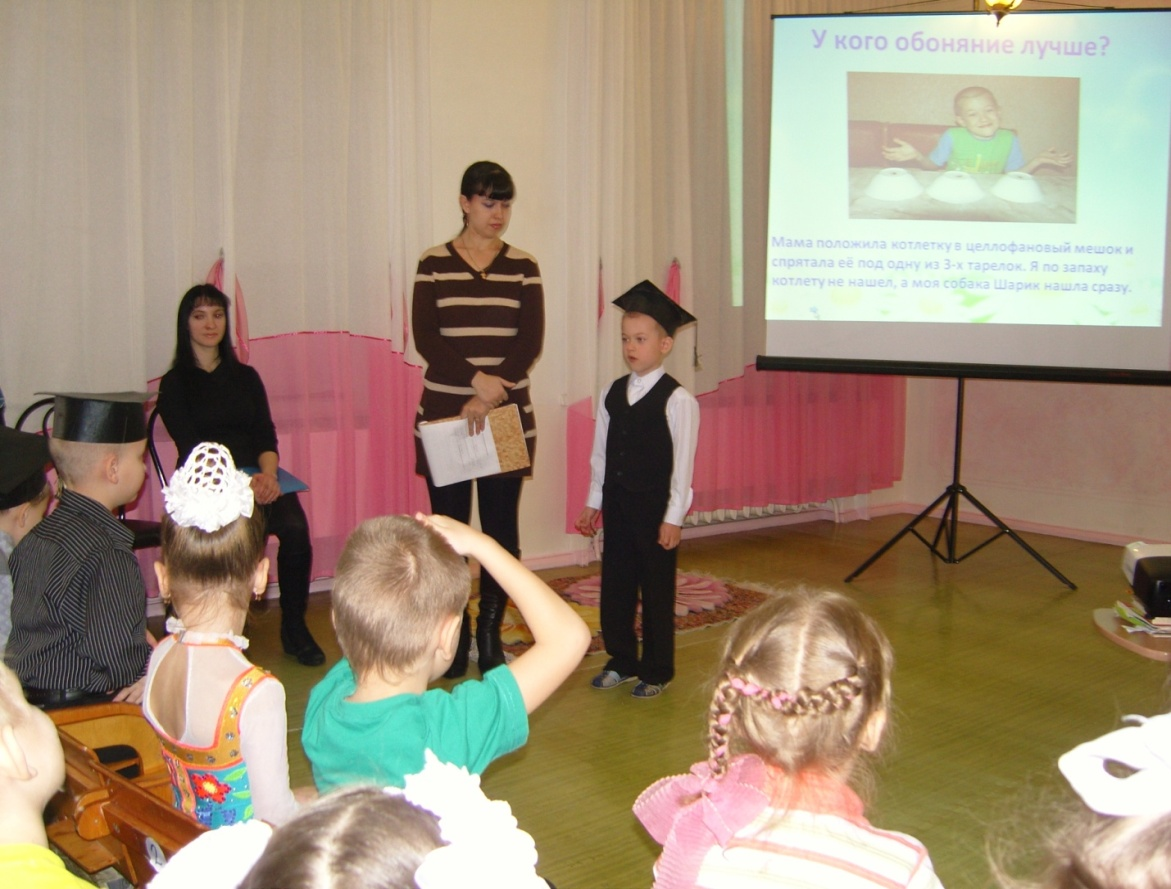 У кого обоняние лучше?
Мама положила котлетку в целлофановый мешок и
спрятала её под одну из 3-х тарелок. Я по запаху
котлету не нашел, а моя собака Шарик нашла сразу.